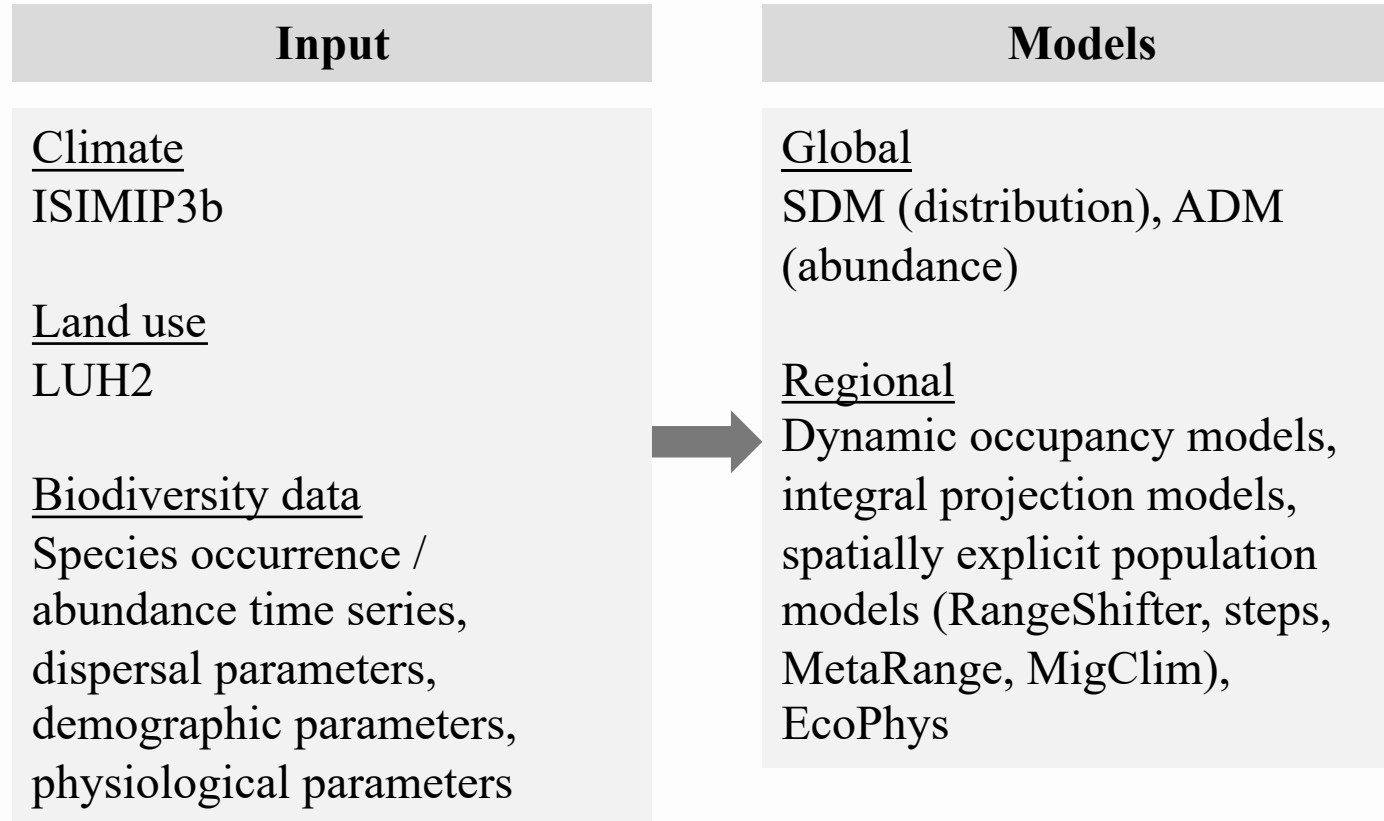 Input
Climate
ISIMIP3b
Land use
LUH2
Biodiversity data
Species occurrence /
abundance time series,
dispersal parameters,
demographic parameters,
physiological parameters
Models
Global
SDM (distribution), ADM
(abundance)
Regional
Dynamic occupancy models,
integral projection models,
spatially explicit population
models (RangeShifter, steps,
MetaRange, MigClim),
EcoPhys